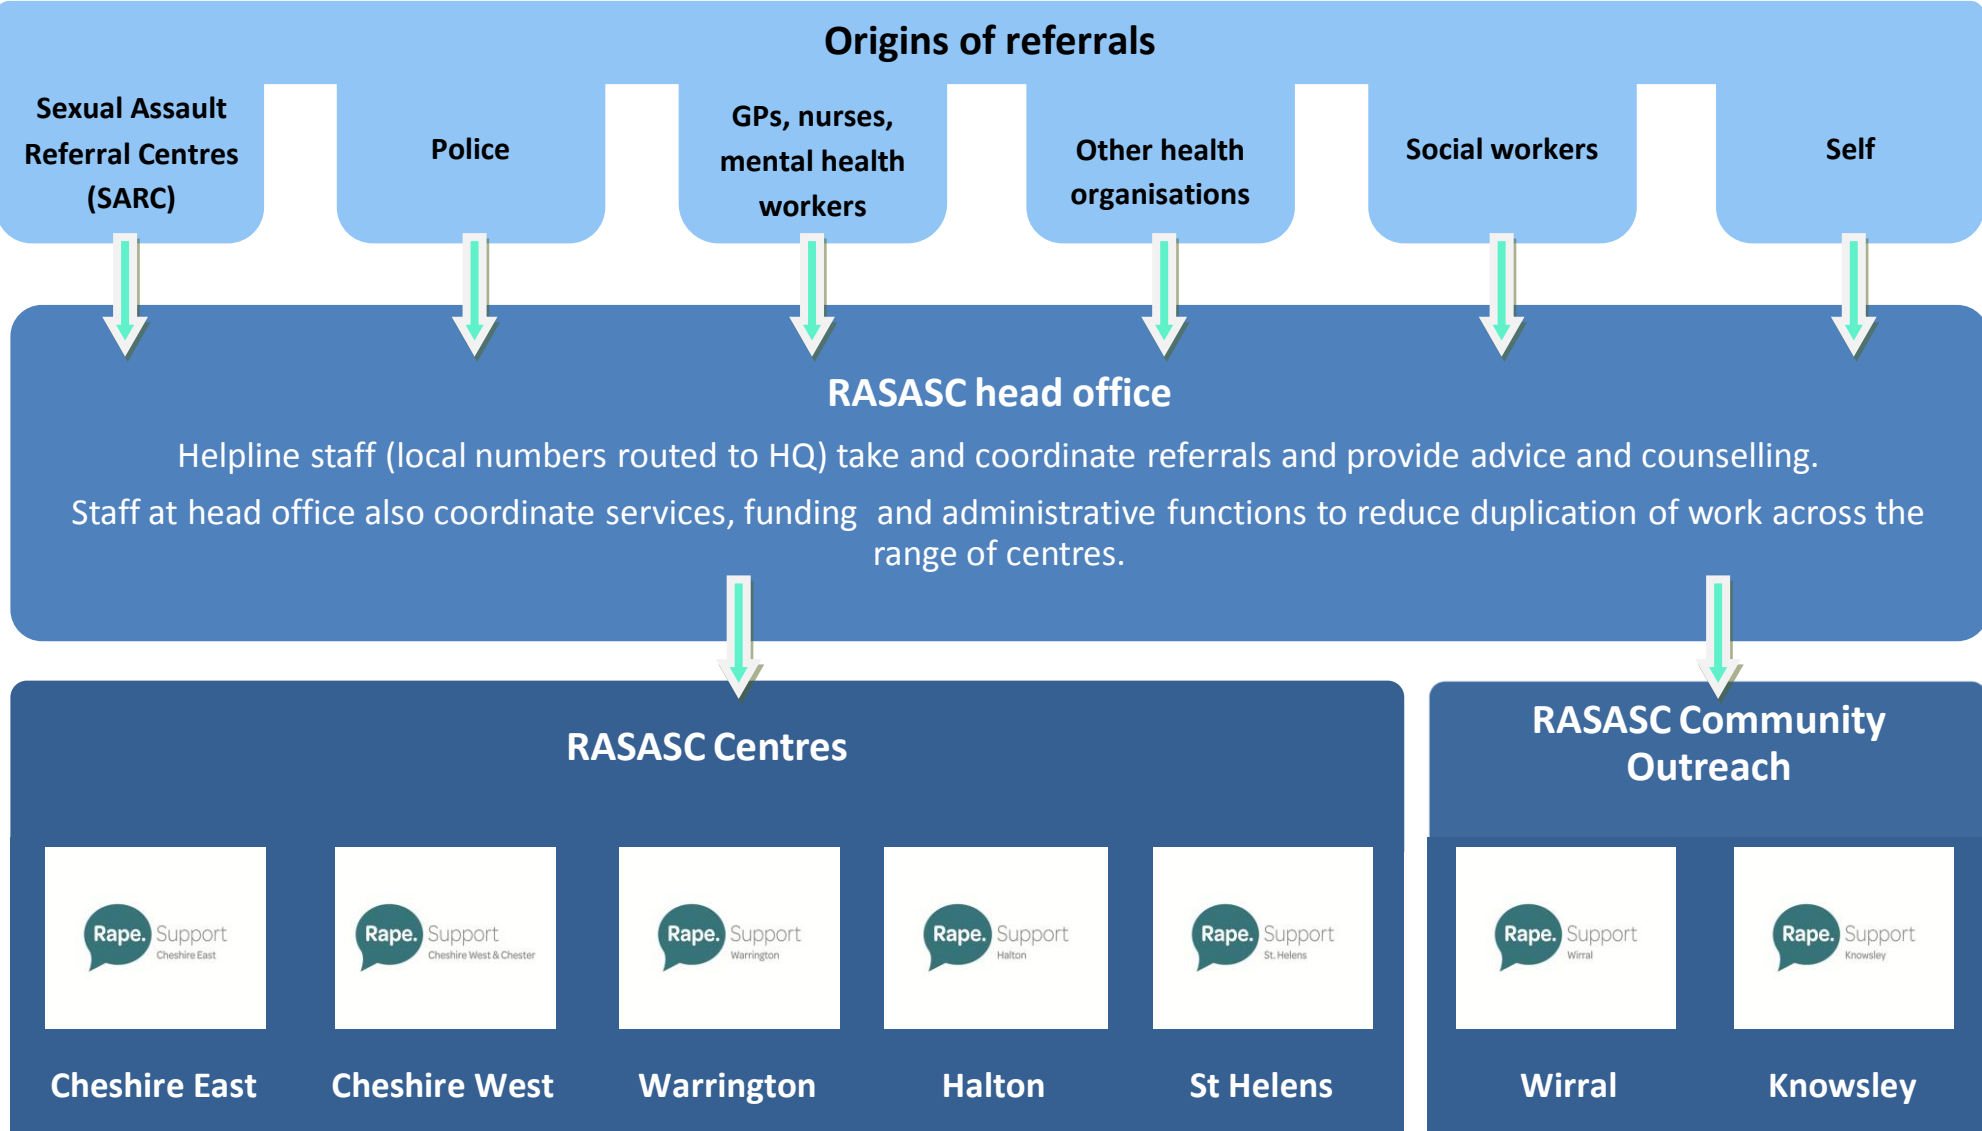 Origins of referrals
Sexual Assault
Referral Centres
(SARC)
Police
GPs, nurses,
mental health
workers
Other health
organisations
Social workers
Self
RASASC head office
Helpline staff (local numbers routed to HQ) take and coordinate referrals and provide advice and counselling.
Staff at head office also coordinate services, funding  and administrative functions to reduce duplication of work across the
range of centres.
RASASC Centres
Rape. Support
Cheshire East
Rape. Support
Cheshire West & Chester
Rape. Support
Warrington
Rape. Support
Halton
Rape. Support
St. Helens
Cheshire East
Cheshire West
Warrington
Halton
St Helens
RASASC Community
Outreach
Rape. Support
Wirral
Rape. Support
Knowsley
Wirral
Knowsley